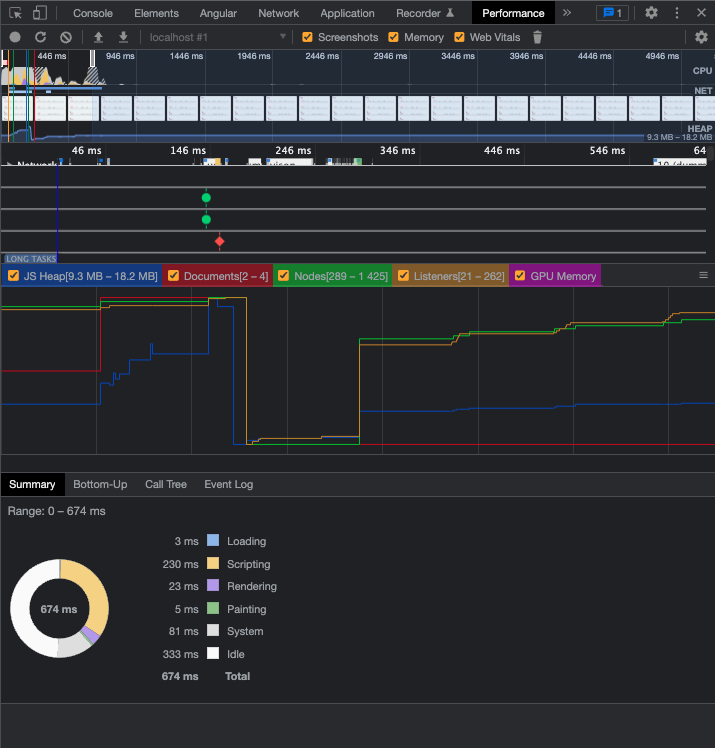 Console Elements Angular Network Application Recorder Performance » 1
localhost #1 Screenshots Memory Web Vitals
446 ms 946 ms 1446 ms 1946 ms 2446 ms 2946 ms 3446 ms 3946 ms 4446 ms 4946 ms
CPU
NET
HEAP
9.3 MB – 18.2 MB
46 ms 146 ms 246 ms 346 ms 446 ms 546 ms 64
Network
LONG TASKS
JS Heap[9.3 MB – 18.2 MB] Documents[2 – 4] Nodes[289 – 1 425] Listeners[21 – 262] GPU Memory
Summary Bottom-Up Call Tree Event Log
Range: 0 – 674 ms
3 ms Loading
230 ms Scripting
23 ms Rendering
674 ms
5 ms Painting
81 ms System
333 ms Idle
674 ms Total